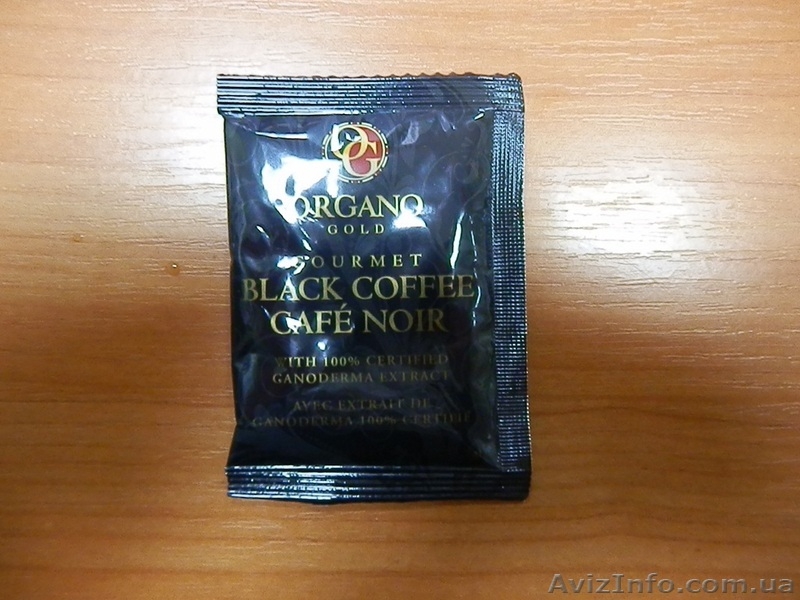 OG
ORGANO
GOLD
GOURMET
BLACK COFFEE
CAFÉ NOIR
WITH 100% CERTIFIED
GANODERMA EXTRACT
AVEC EXTRAIT DE
GANODERMA 100% CERTIFIÉ
AvizInfo.com.ua